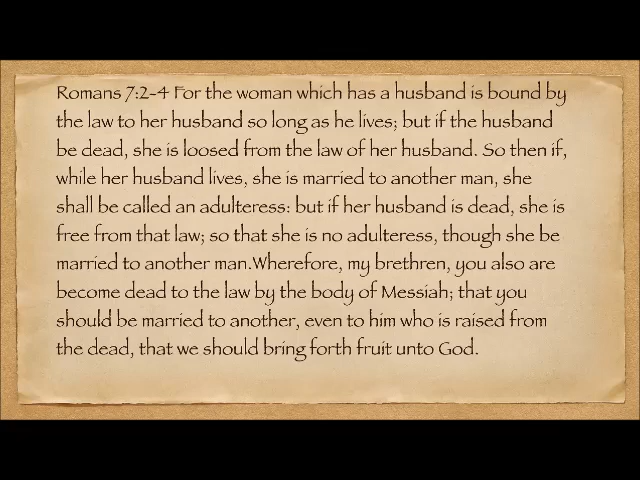 Romans 7:2-4 For the woman which has a husband is bound by
the law to her husband so long as he lives; but if the husband
be dead, she is loosed from the law of her husband. So then if,
while her husband lives, she is married to another man, she
shall be called an adulteress: but if her husband is dead, she is
free from that law; so that she is no adulteress, though she be
married to another man.Wherefore, my brethren, you also are
become dead to the law by the body of Messiah; that you
should be married to another, even to him who is raised from
the dead, that we should bring forth fruit unto God.